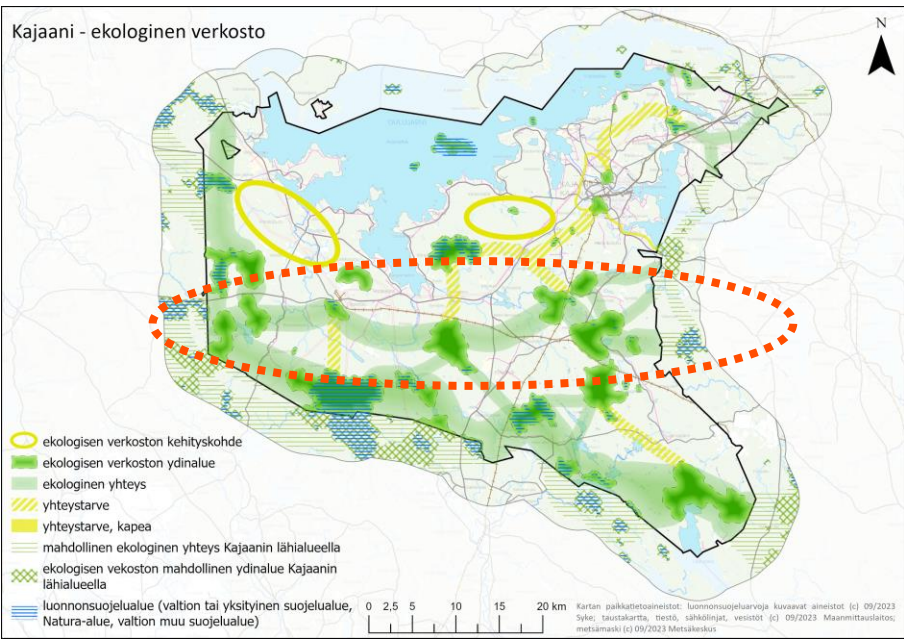 Kajaani - ekologinen verkosto
N
ekologisen verkoston kehityskohde
ekologisen verkoston ydinalue
ekologinen yhteys
yhteystarve
yhteystarve, kapea
mahdollinen ekologinen yhteys Kajaanin lähialueella
ekologisen vekoston mahdollinen ydinalue Kajaanin
lähialueella
luonnonsuojelualue (valtion tai yksityinen suojelualue,
Natura-alue, valtion muu suojelualue)
0 2,5 5 10 15 20 km
Kartan paikkatietoaineistot: luonnonsuojeluarvoja kuvaavat aineistot (c) 09/2023
Syke; taustakartta, tiestö, sähkölinjat, vesistöt (c) 09/2023 Maanmittauslaitos;
metsämaski (c) 09/2023 Metsäkeskus